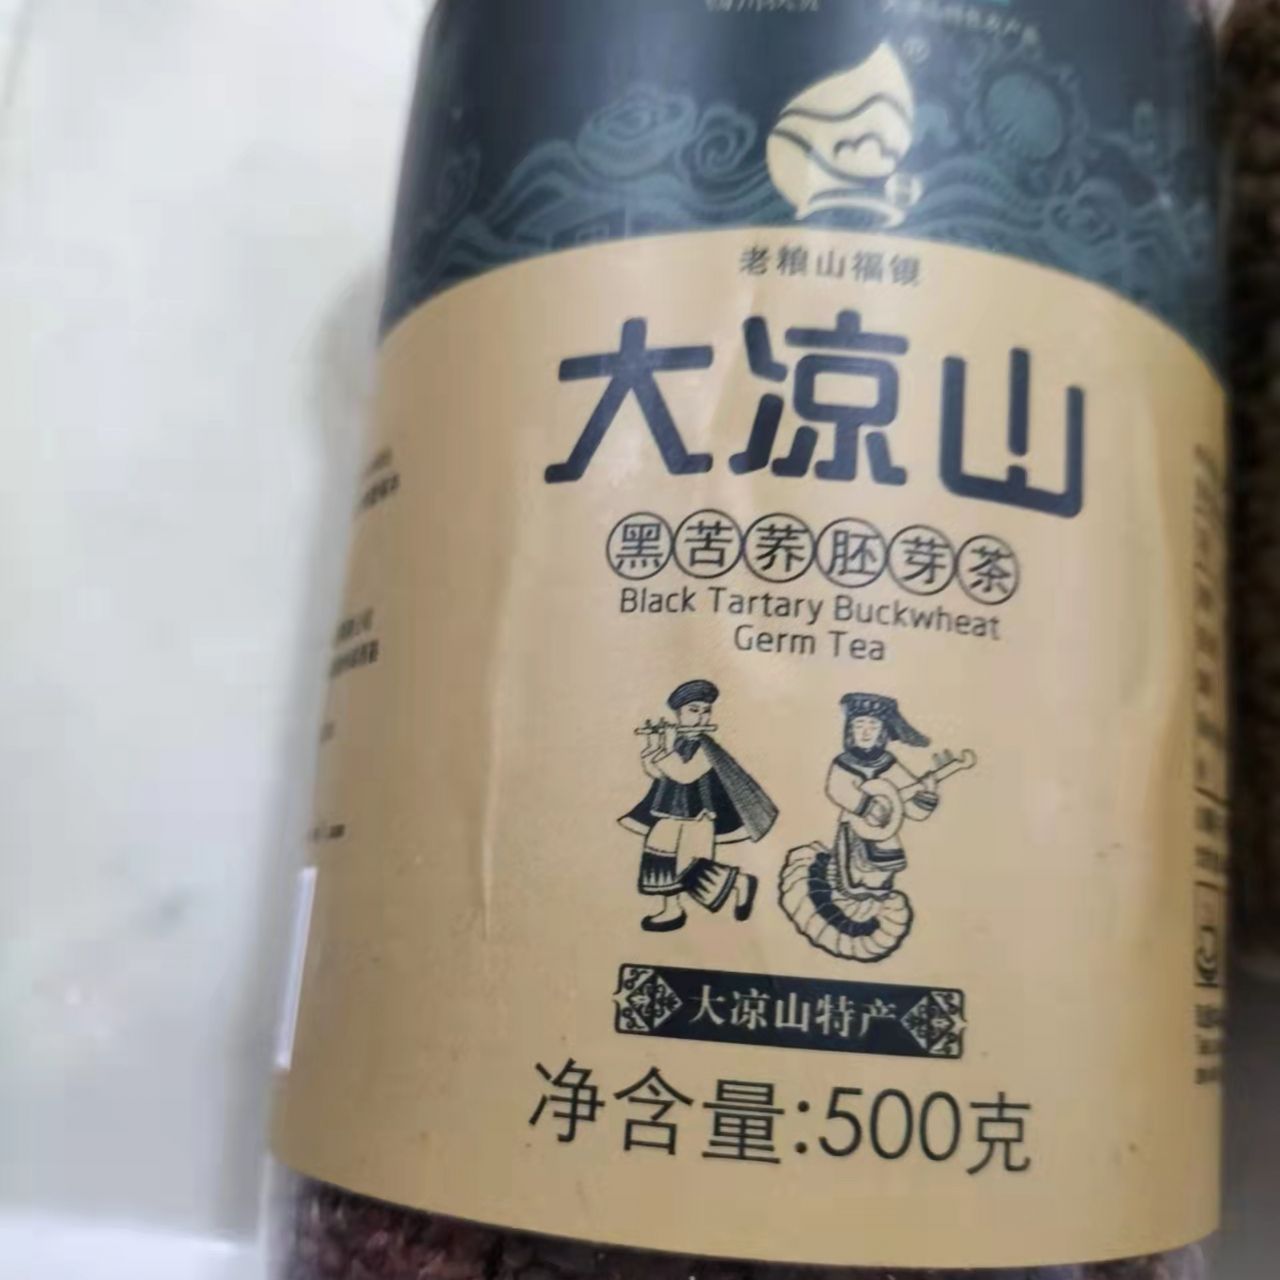 老粮山福银
大凉山
黑苦荞胚芽茶
Black Tartary Buckwheat
Germ Tea
大凉山特产
净含量:500克